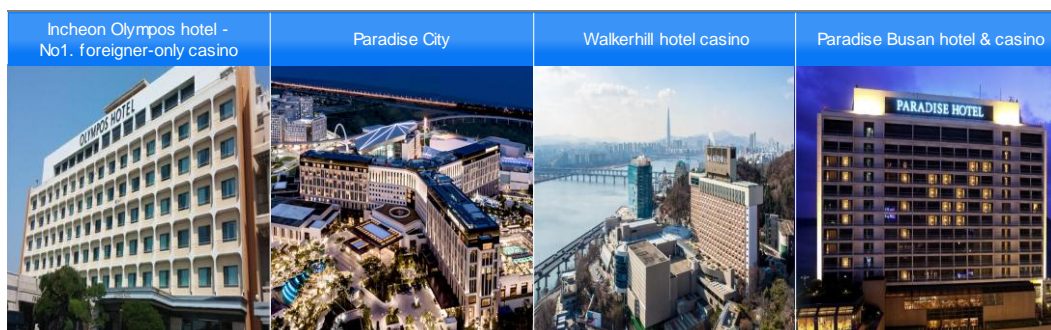 Incheon Olympos hotel -
No1. foreigner-only casino
Paradise City
Walkerhill hotel casino
Paradise Busan hotel & casino
OLYMPOS HOTEL
PARADISE HOTEL